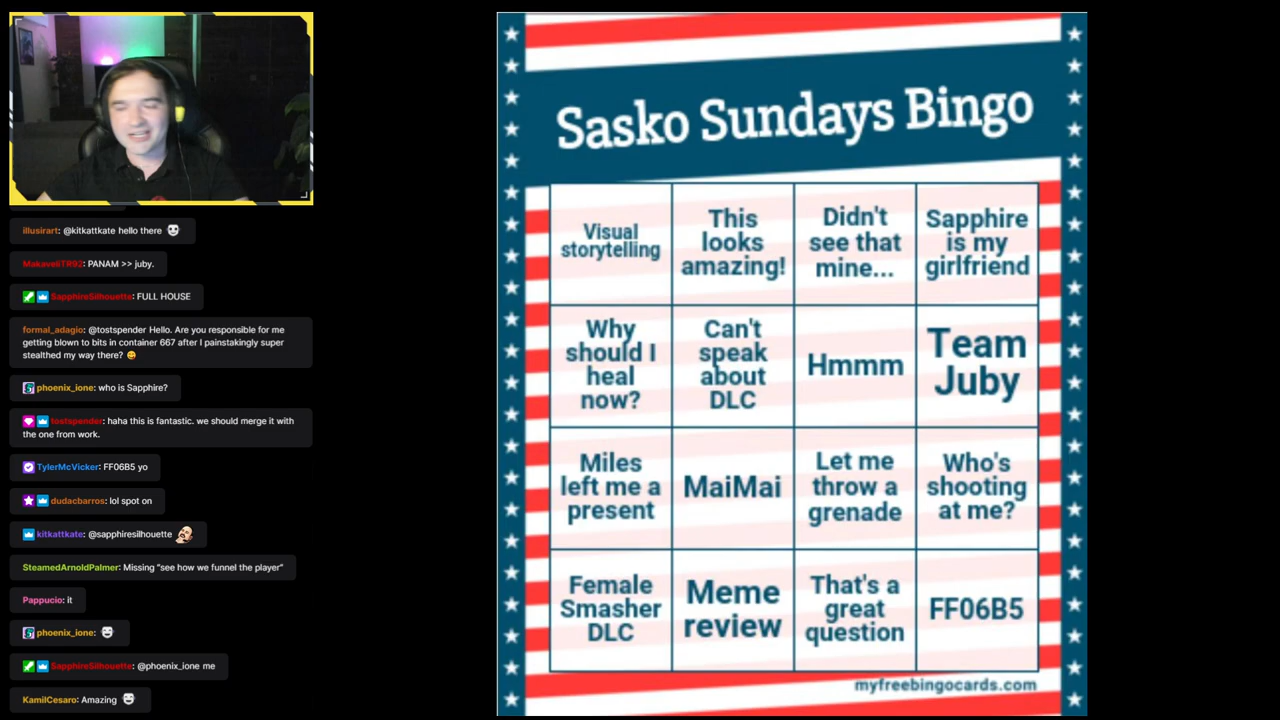 illusirart: @kitkattkate hello there
MakaveliTR92: PANAM >> juby.
SapphireSilhouette: FULL HOUSE
formal_adagio: @tostspender Hello. Are you responsible for me
getting blown to bits in container 667 after I painstakingly super
stealthed my way there?
phoenix_ione: who is Sapphire?
tostspender: haha this is fantastic. we should merge it with
the one from work.
TylerMcVicker: FF06B5 yo
dudacbarros: lol spot on
kitkattkate: @sapphiresilhouette
SteamedArnoldPalmer: Missing "see how we funnel the player"
Pappucio: it
phoenix_ione:
SapphireSilhouette: @phoenix_ione me
KamilCesaro: Amazing
Sasko Sundays Bingo
Visual
storytelling
This
looks
amazing!
Didn't
see that
mine...
Sapphire
is my
girlfriend
Why
should I
heal
now?
Can't
speak
about
DLC
Hmmm
Team
Juby
Miles
left me a
present
MaiMai
Let me
throw a
grenade
Who's
shooting
at me?
Female
Smasher
DLC
Meme
review
That's a
great
question
FF06B5
myfreebingocards.com